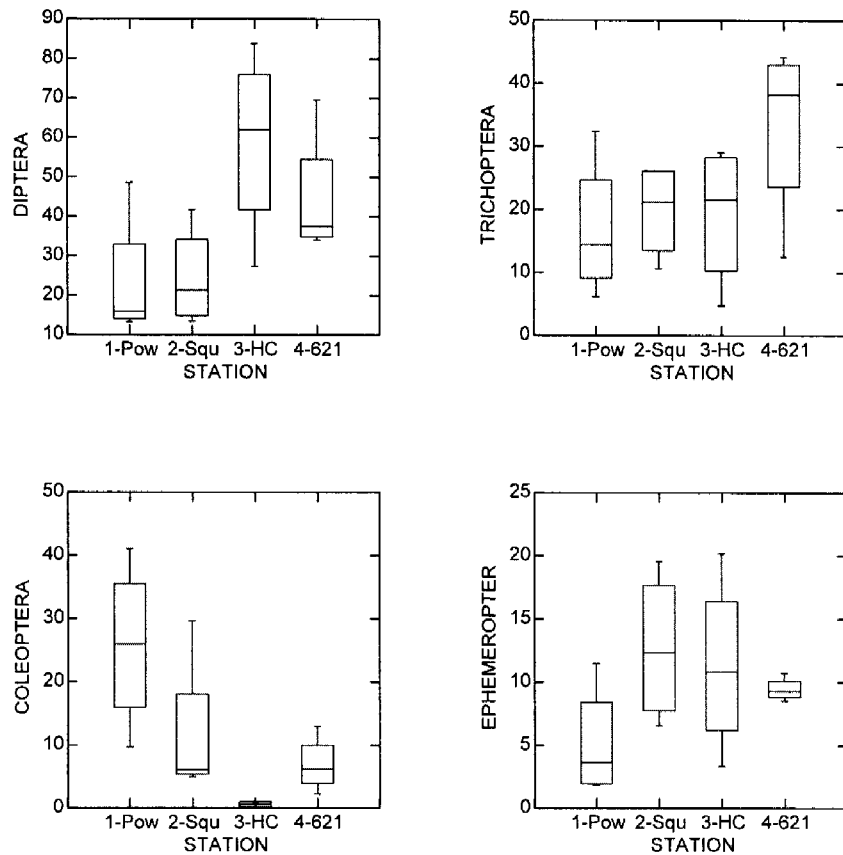 DIPTERA
90
80
70
60
50
40
30
20
10
1-Pow 2-Squ 3-HC 4-621
STATION
TRICHOPTERA
50
40
30
20
10
0
1-Pow 2-Squ 3-HC 4-621
STATION
COLEOPTERA
50
40
30
20
10
0
1-Pow 2-Squ 3-HC 4-621
STATION
EPHEMEROPTER
25
20
15
10
5
0
1-Pow 2-Squ 3-HC 4-621
STATION